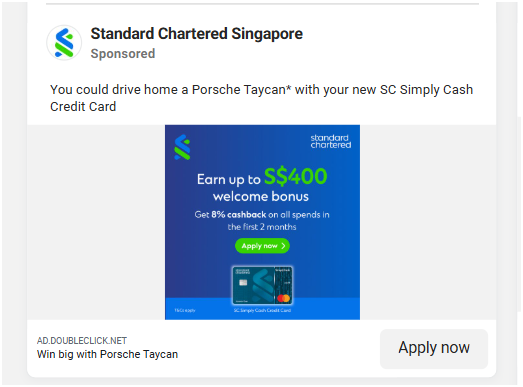 Standard Chartered Singapore
Sponsored
You could drive home a Porsche Taycan* with your new SC Simply Cash
Credit Card
standard
chartered
Earn up to S$400
welcome bonus
Get 8% cashback on all spends in
the first 2 months
Apply now
T&Cs apply
SC Simply Cash Credit Card
AD.DOUBLECLICK.NET
Win big with Porsche Taycan
Apply now